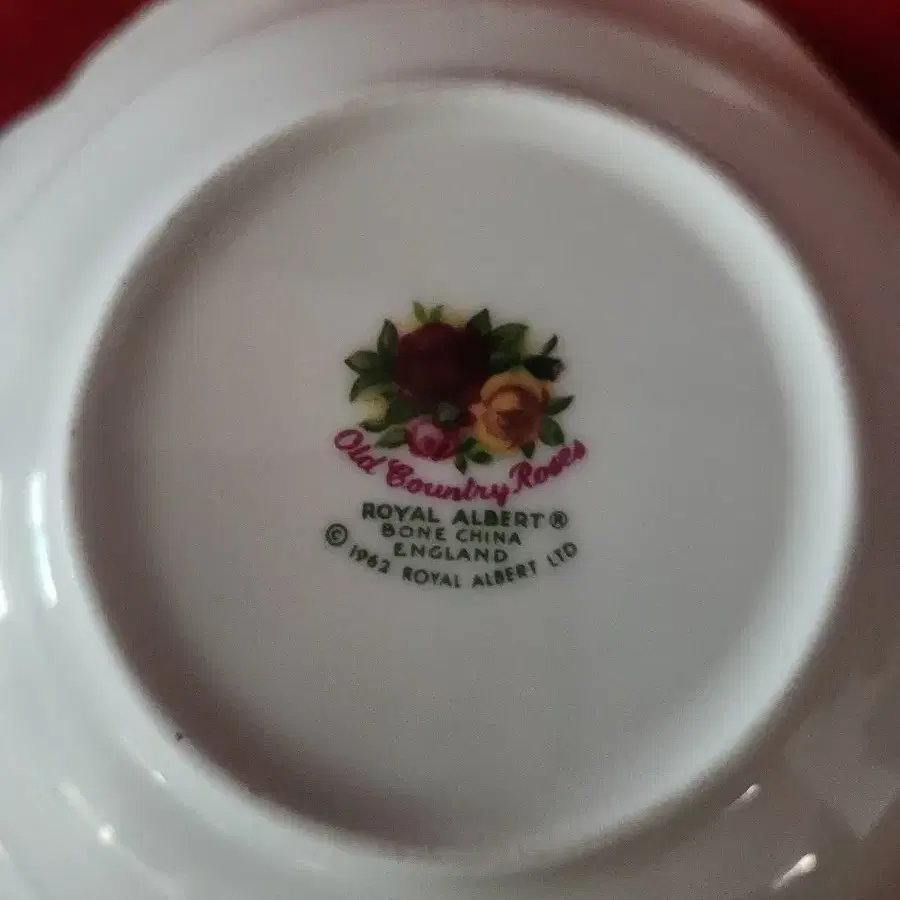 Old Country Roses
ROYAL ALBERT®
BONE CHINA
ENGLAND
© 1962 ROYAL ALBERT LTD